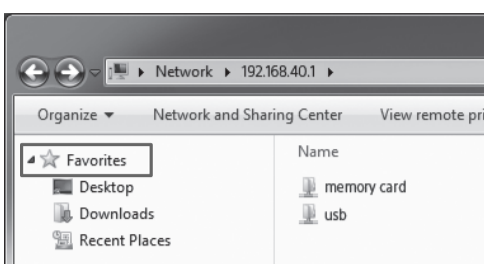 Network 192.168.40.1
Organize Network and Sharing Center View remote pri
Favorites
Desktop
Downloads
Recent Places
Name
memory card
usb